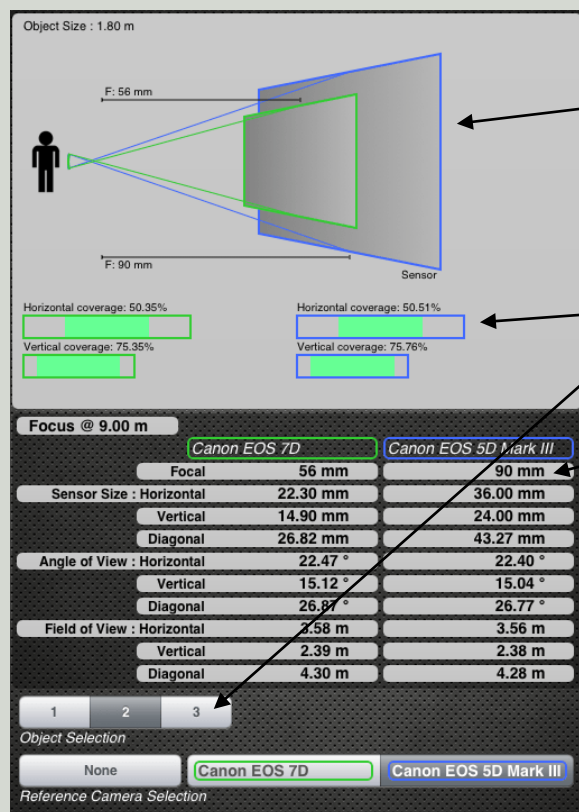 Object Size : 1.80 m
F: 56 mm
F: 90 mm
Sensor
Horizontal coverage: 50.35% Horizontal coverage: 50.51%
Vertical coverage: 75.35% Vertical coverage: 75.76%
Focus @ 9.00 m
Canon EOS 7D Canon EOS 5D Mark III
Focal 56 mm 90 mm
Sensor Size : Horizontal 22.30 mm 36.00 mm
Vertical 14.90 mm 24.00 mm
Diagonal 26.82 mm 43.27 mm
Angle of View : Horizontal 22.47 ° 22.40 °
Vertical 15.12 ° 15.04 °
Diagonal 26.87 ° 26.77 °
Field of View : Horizontal 3.58 m 3.56 m
Vertical 2.39 m 2.38 m
Diagonal 4.30 m 4.28 m
1 2 3
Object Selection
None Canon EOS 7D Canon EOS 5D Mark III
Reference Camera Selection